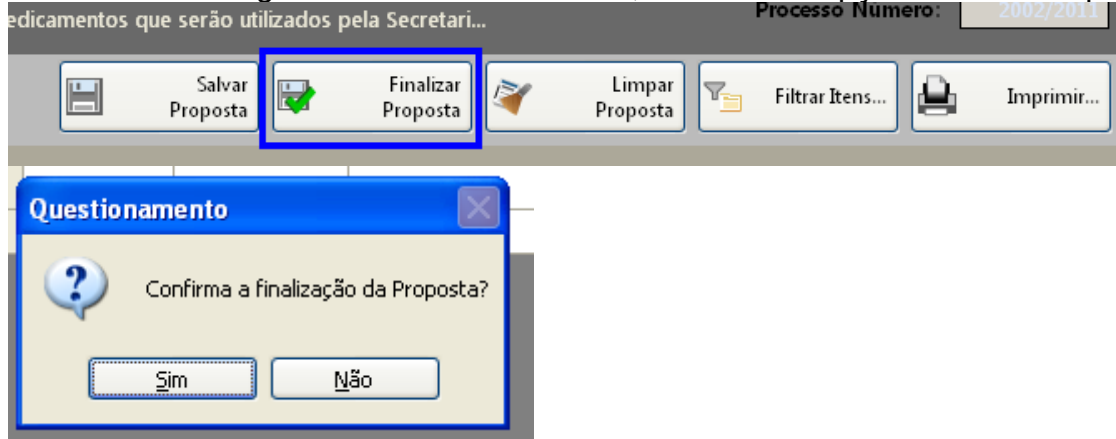 edicamentos que serão utilizados pela Secretari...
Processo Número: 2002/2011
Salvar
Proposta
Finalizar
Proposta
Limpar
Proposta
Filtrar Itens...
Imprimir...
Questionamento
Confirma a finalização da Proposta?
Sim
Não